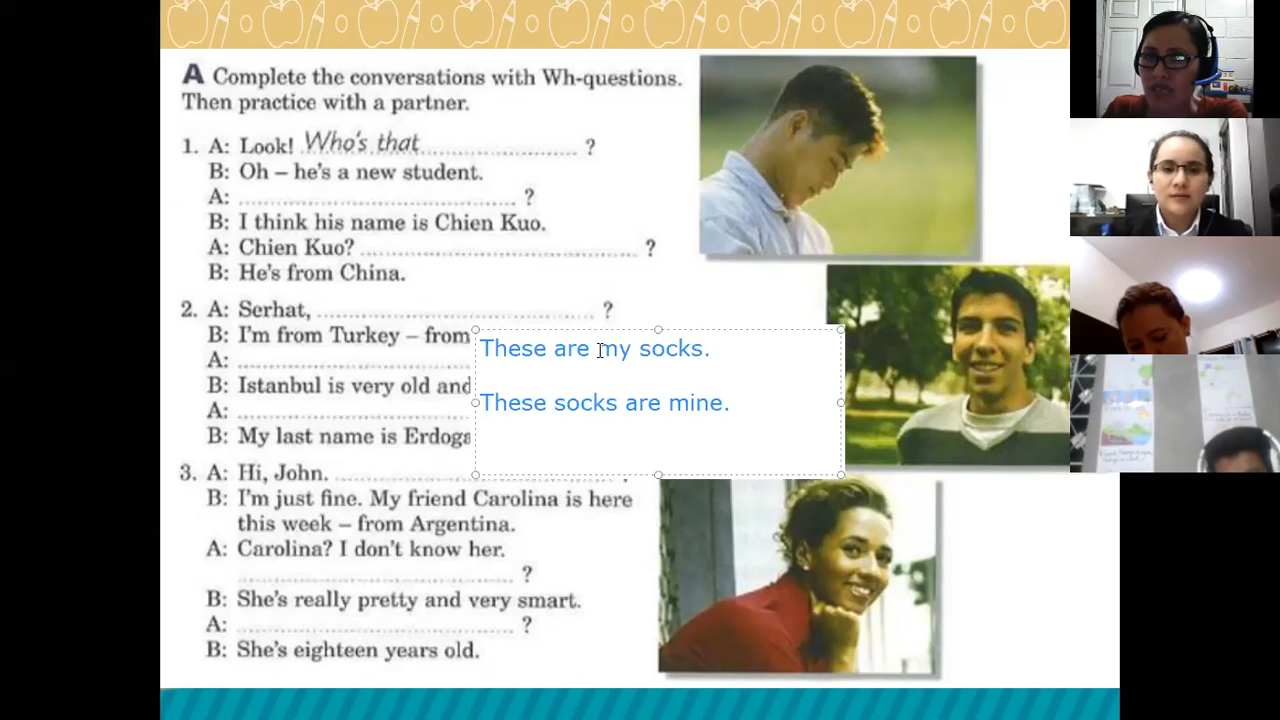 A Complete the conversations with Wh-questions.
Then practice with a partner.
1. A: Look! Who's that ?
B: Oh – he's a new student.
A: ?
B: I think his name is Chien Kuo.
A: Chien Kuo? ?
B: He's from China.
2. A: Serhat, ?
B: I'm from Turkey – from
A:
B: Istanbul is very old and
A:
B: My last name is Erdoga
These are my socks.
These socks are mine.
3. A: Hi, John. ?
B: I'm just fine. My friend Carolina is here
this week – from Argentina.
A: Carolina? I don't know her.
?
B: She's really pretty and very smart.
A: ?
B: She's eighteen years old.